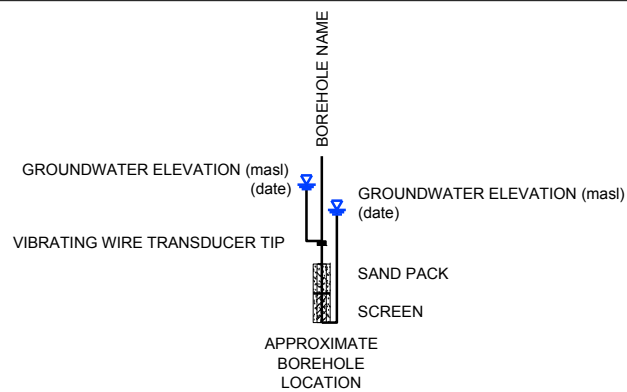 BOREHOLE NAME
GROUNDWATER ELEVATION (masl)
(date)
GROUNDWATER ELEVATION (masl)
(date)
VIBRATING WIRE TRANSDUCER TIP
SAND PACK
SCREEN
APPROXIMATE
BOREHOLE
LOCATION